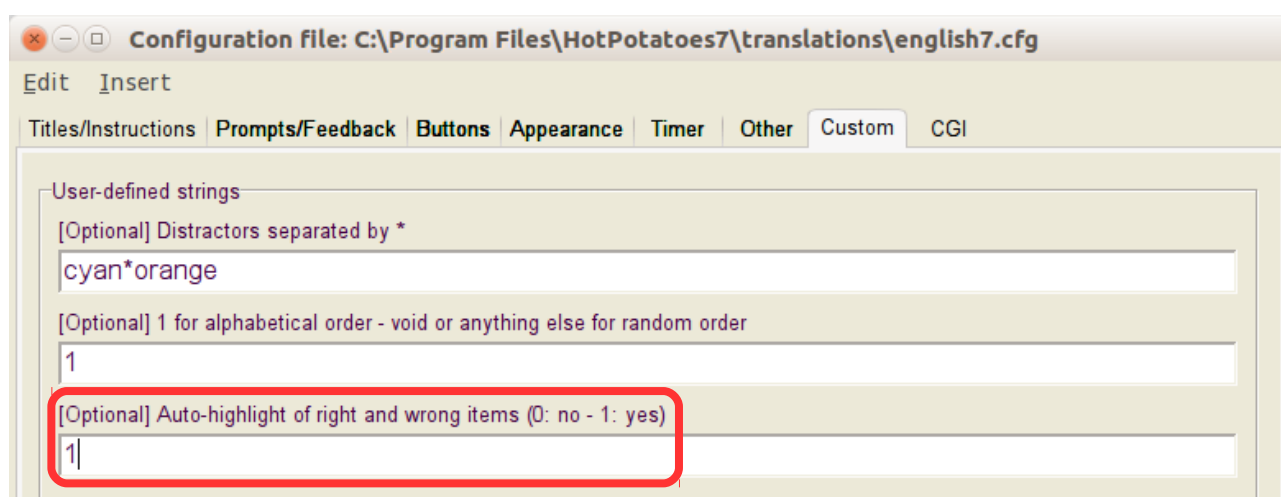 Configuration file: C:\Program Files\HotPotatoes7\translations\english7.cfg
Edit Insert
Titles/Instructions Prompts/Feedback Buttons Appearance Timer Other Custom CGI
User-defined strings
[Optional] Distractors separated by *
cyan*orange
[Optional] 1 for alphabetical order - void or anything else for random order
1
[Optional] Auto-highlight of right and wrong items (0: no - 1: yes)
1